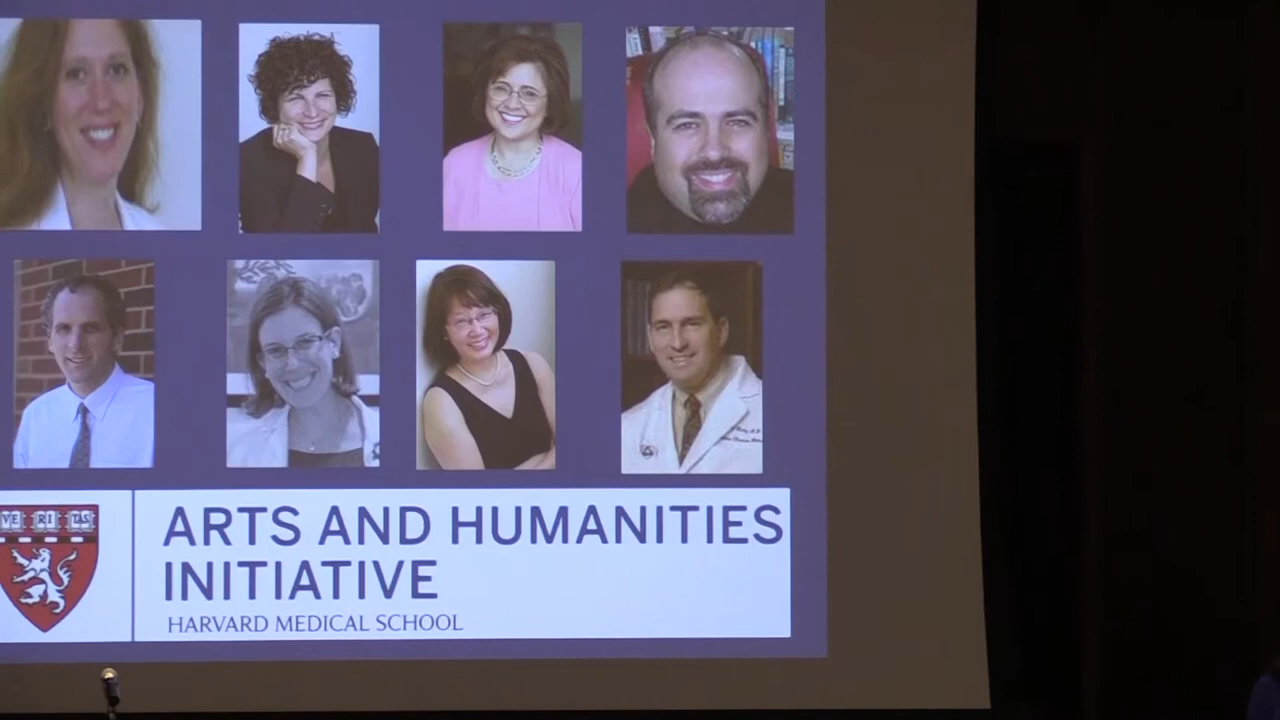 VE RI TAS
ARTS AND HUMANITIES
INITIATIVE
HARVARD MEDICAL SCHOOL